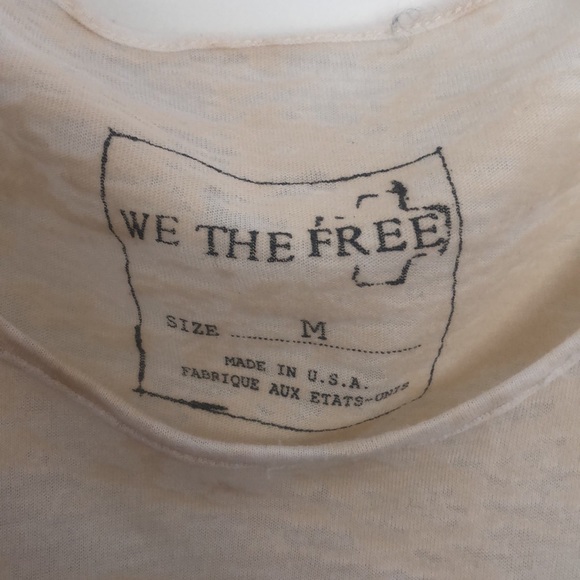 WE THE FREE
SIZE M
MADE IN U.S.A.
FABRIQUE AUX ETATS-UNIS